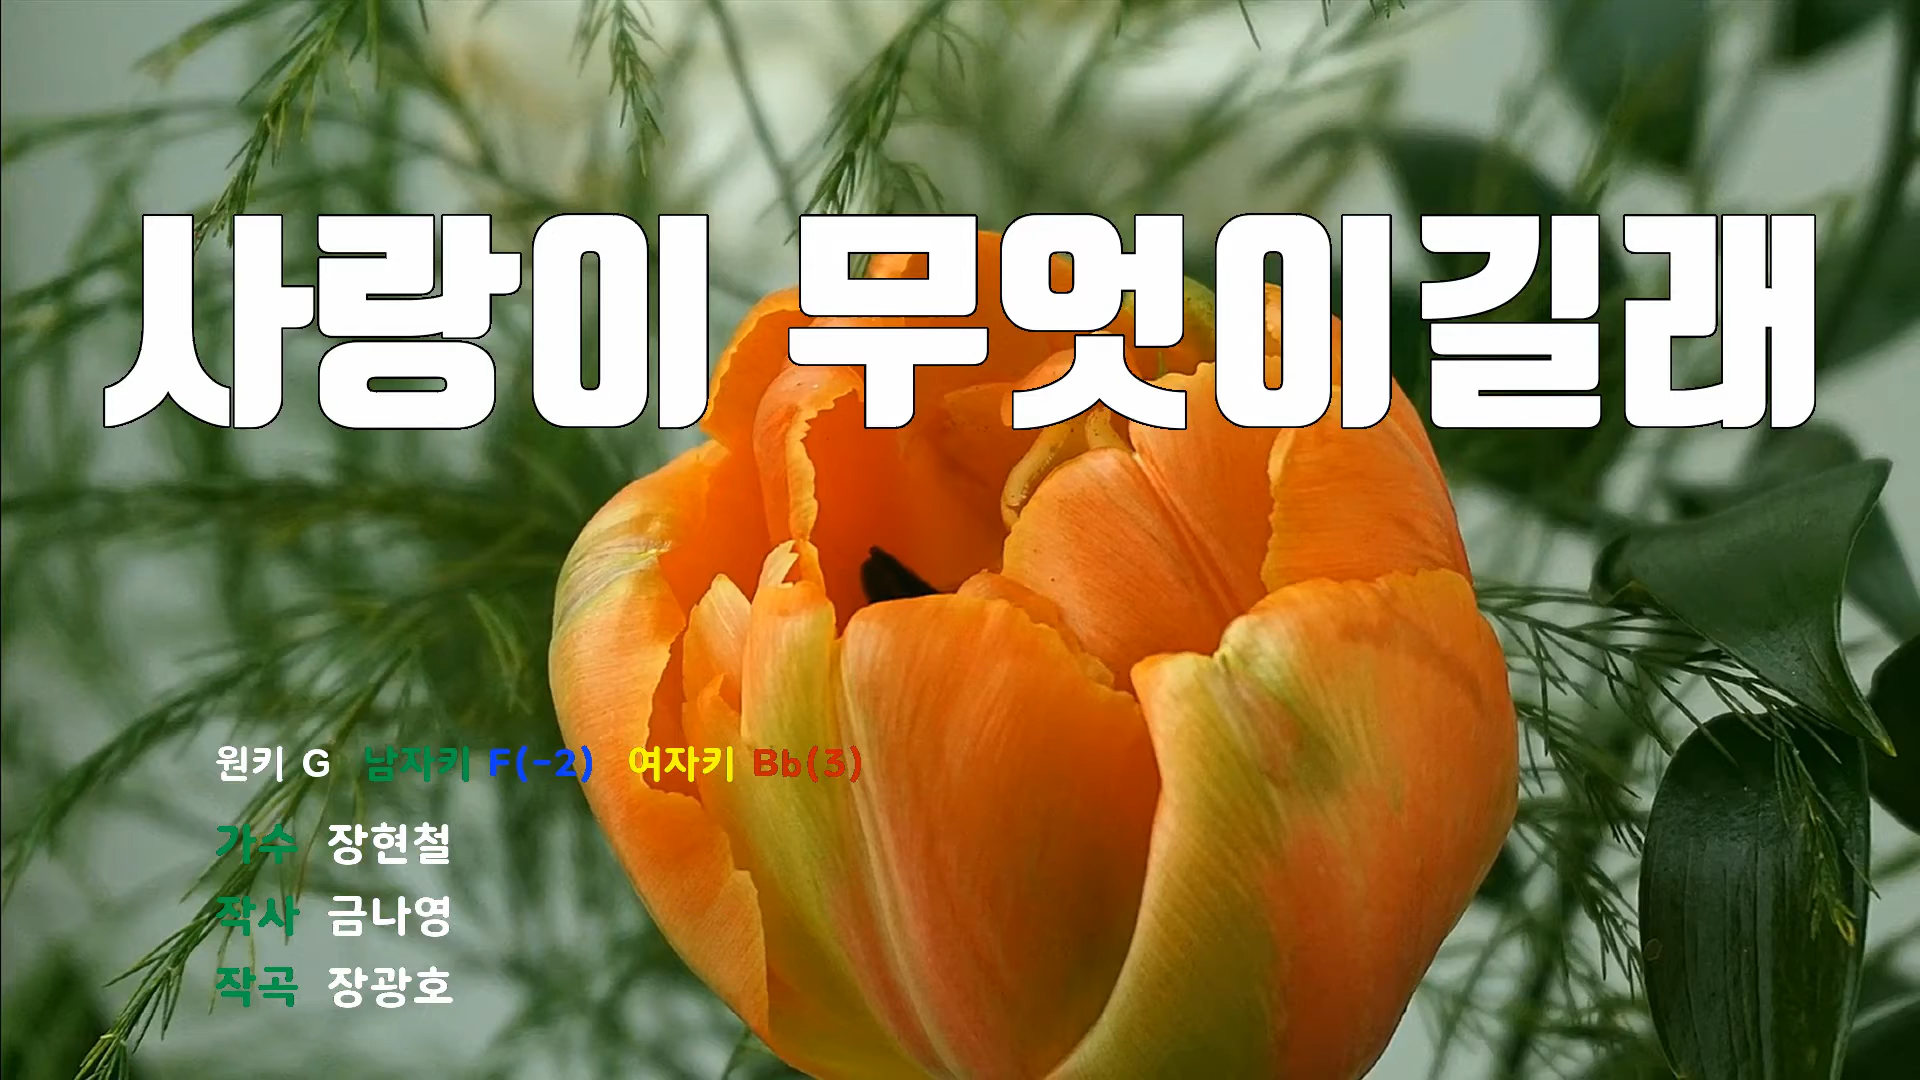 사랑이 무엇이길래
원키 G 남자키 F(-2) 여자키 Bb(3)
가수 장현철
작사 금나영
작곡 장광호